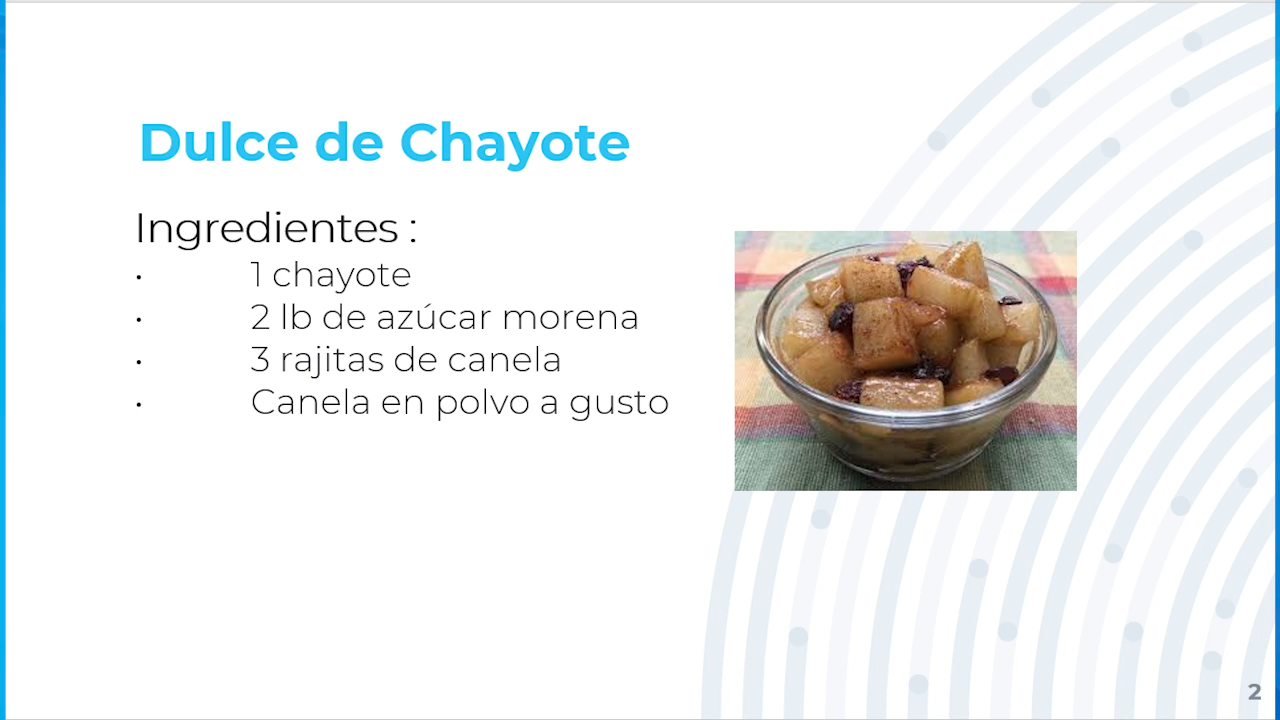 Dulce de Chayote
Ingredientes :
• 1 chayote
• 2 lb de azúcar morena
• 3 rajitas de canela
• Canela en polvo a gusto
2